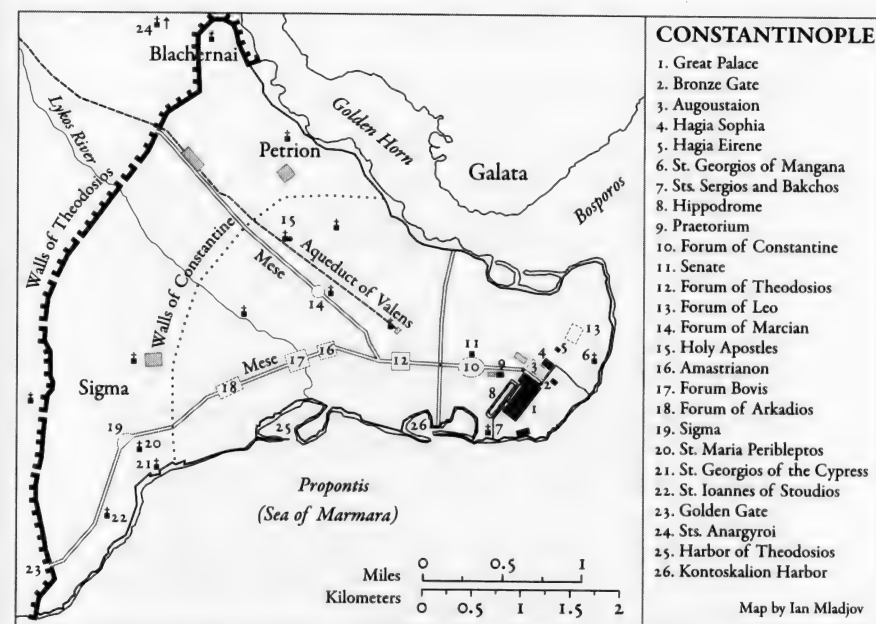 24 ↑
Blachernai
Lykos River
Golden Horn
Petrion
Galata
Bosporos
Walls of Theodosios
Walls of Constantine
15
Aqueduct of Valens
Mese
14
13
Mese
17
16
12
11
10
9
3
4
5
6
2
8
1
7
18
Sigma
19
20
21
25
26
22
23
Propontis
(Sea of Marmara)
Miles
0 0.5 1
Kilometers
0 0.5 1 1.5 2
CONSTANTINOPLE
1. Great Palace
2. Bronze Gate
3. Augoustaion
4. Hagia Sophia
5. Hagia Eirene
6. St. Georgios of Mangana
7. Sts. Sergios and Bakchos
8. Hippodrome
9. Praetorium
10. Forum of Constantine
11. Senate
12. Forum of Theodosios
13. Forum of Leo
14. Forum of Marcian
15. Holy Apostles
16. Amastrianon
17. Forum Bovis
18. Forum of Arkadios
19. Sigma
20. St. Maria Peribleptos
21. St. Georgios of the Cypress
22. St. Ioannes of Stoudios
23. Golden Gate
24. Sts. Anargyroi
25. Harbor of Theodosios
26. Kontoskalion Harbor
Map by Ian Mladjov